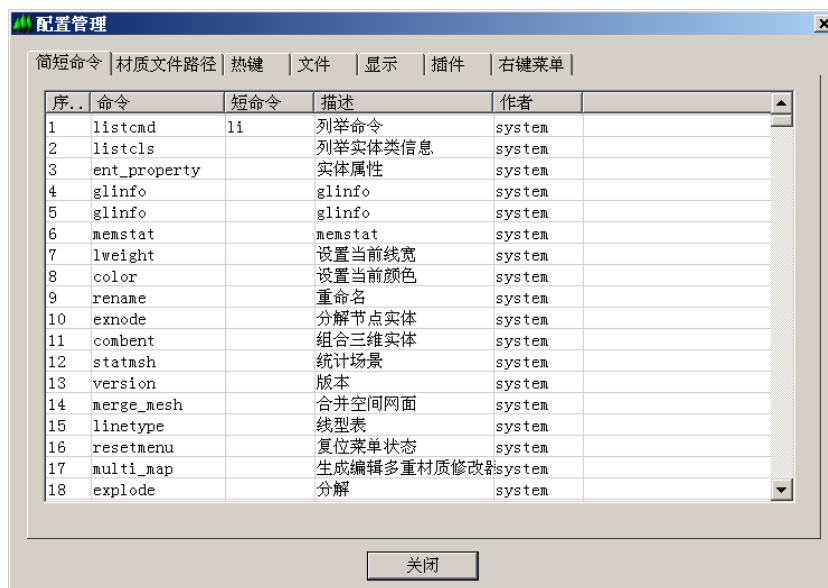 配置管理
简短命令 材质文件路径 热键 文件 显示 插件 右键菜单
序.. 命令 短命令 描述 作者
1 listcmd li 列举命令 system
2 listcls 列举实体类信息 system
3 ent_property 实体属性 system
4 glinfo glinfo system
5 glinfo glinfo system
6 memstat memstat system
7 lweight 设置当前线宽 system
8 color 设置当前颜色 system
9 rename 重命名 system
10 exnode 分解节点实体 system
11 combent 组合三维实体 system
12 statmsh 统计场景 system
13 version 版本 system
14 merge_mesh 合并空间网面 system
15 linetype 线型表 system
16 resetmenu 复位菜单状态 system
17 multi_map 生成编辑多重材质修改器 system
18 explode 分解 system
关闭